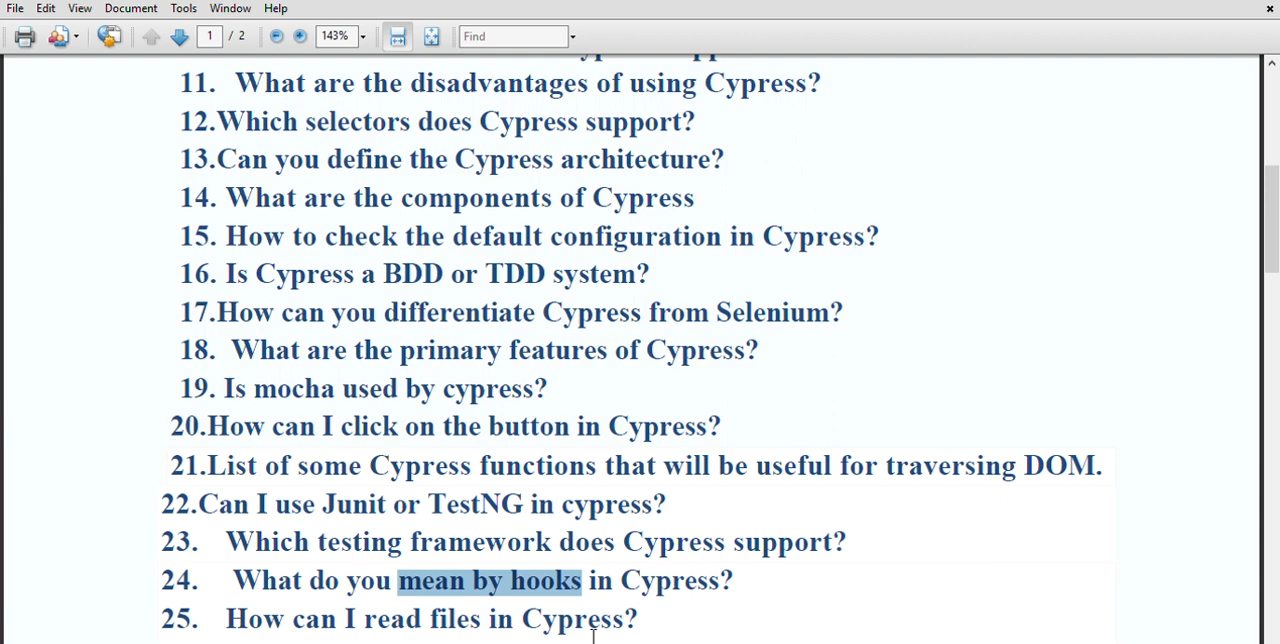 File Edit View Document Tools Window Help
1 / 2 143% Find
11. What are the disadvantages of using Cypress?
12.Which selectors does Cypress support?
13.Can you define the Cypress architecture?
14. What are the components of Cypress
15. How to check the default configuration in Cypress?
16. Is Cypress a BDD or TDD system?
17.How can you differentiate Cypress from Selenium?
18. What are the primary features of Cypress?
19. Is mocha used by cypress?
20.How can I click on the button in Cypress?
21.List of some Cypress functions that will be useful for traversing DOM.
22.Can I use Junit or TestNG in cypress?
23. Which testing framework does Cypress support?
24. What do you mean by hooks in Cypress?
25. How can I read files in Cypress?